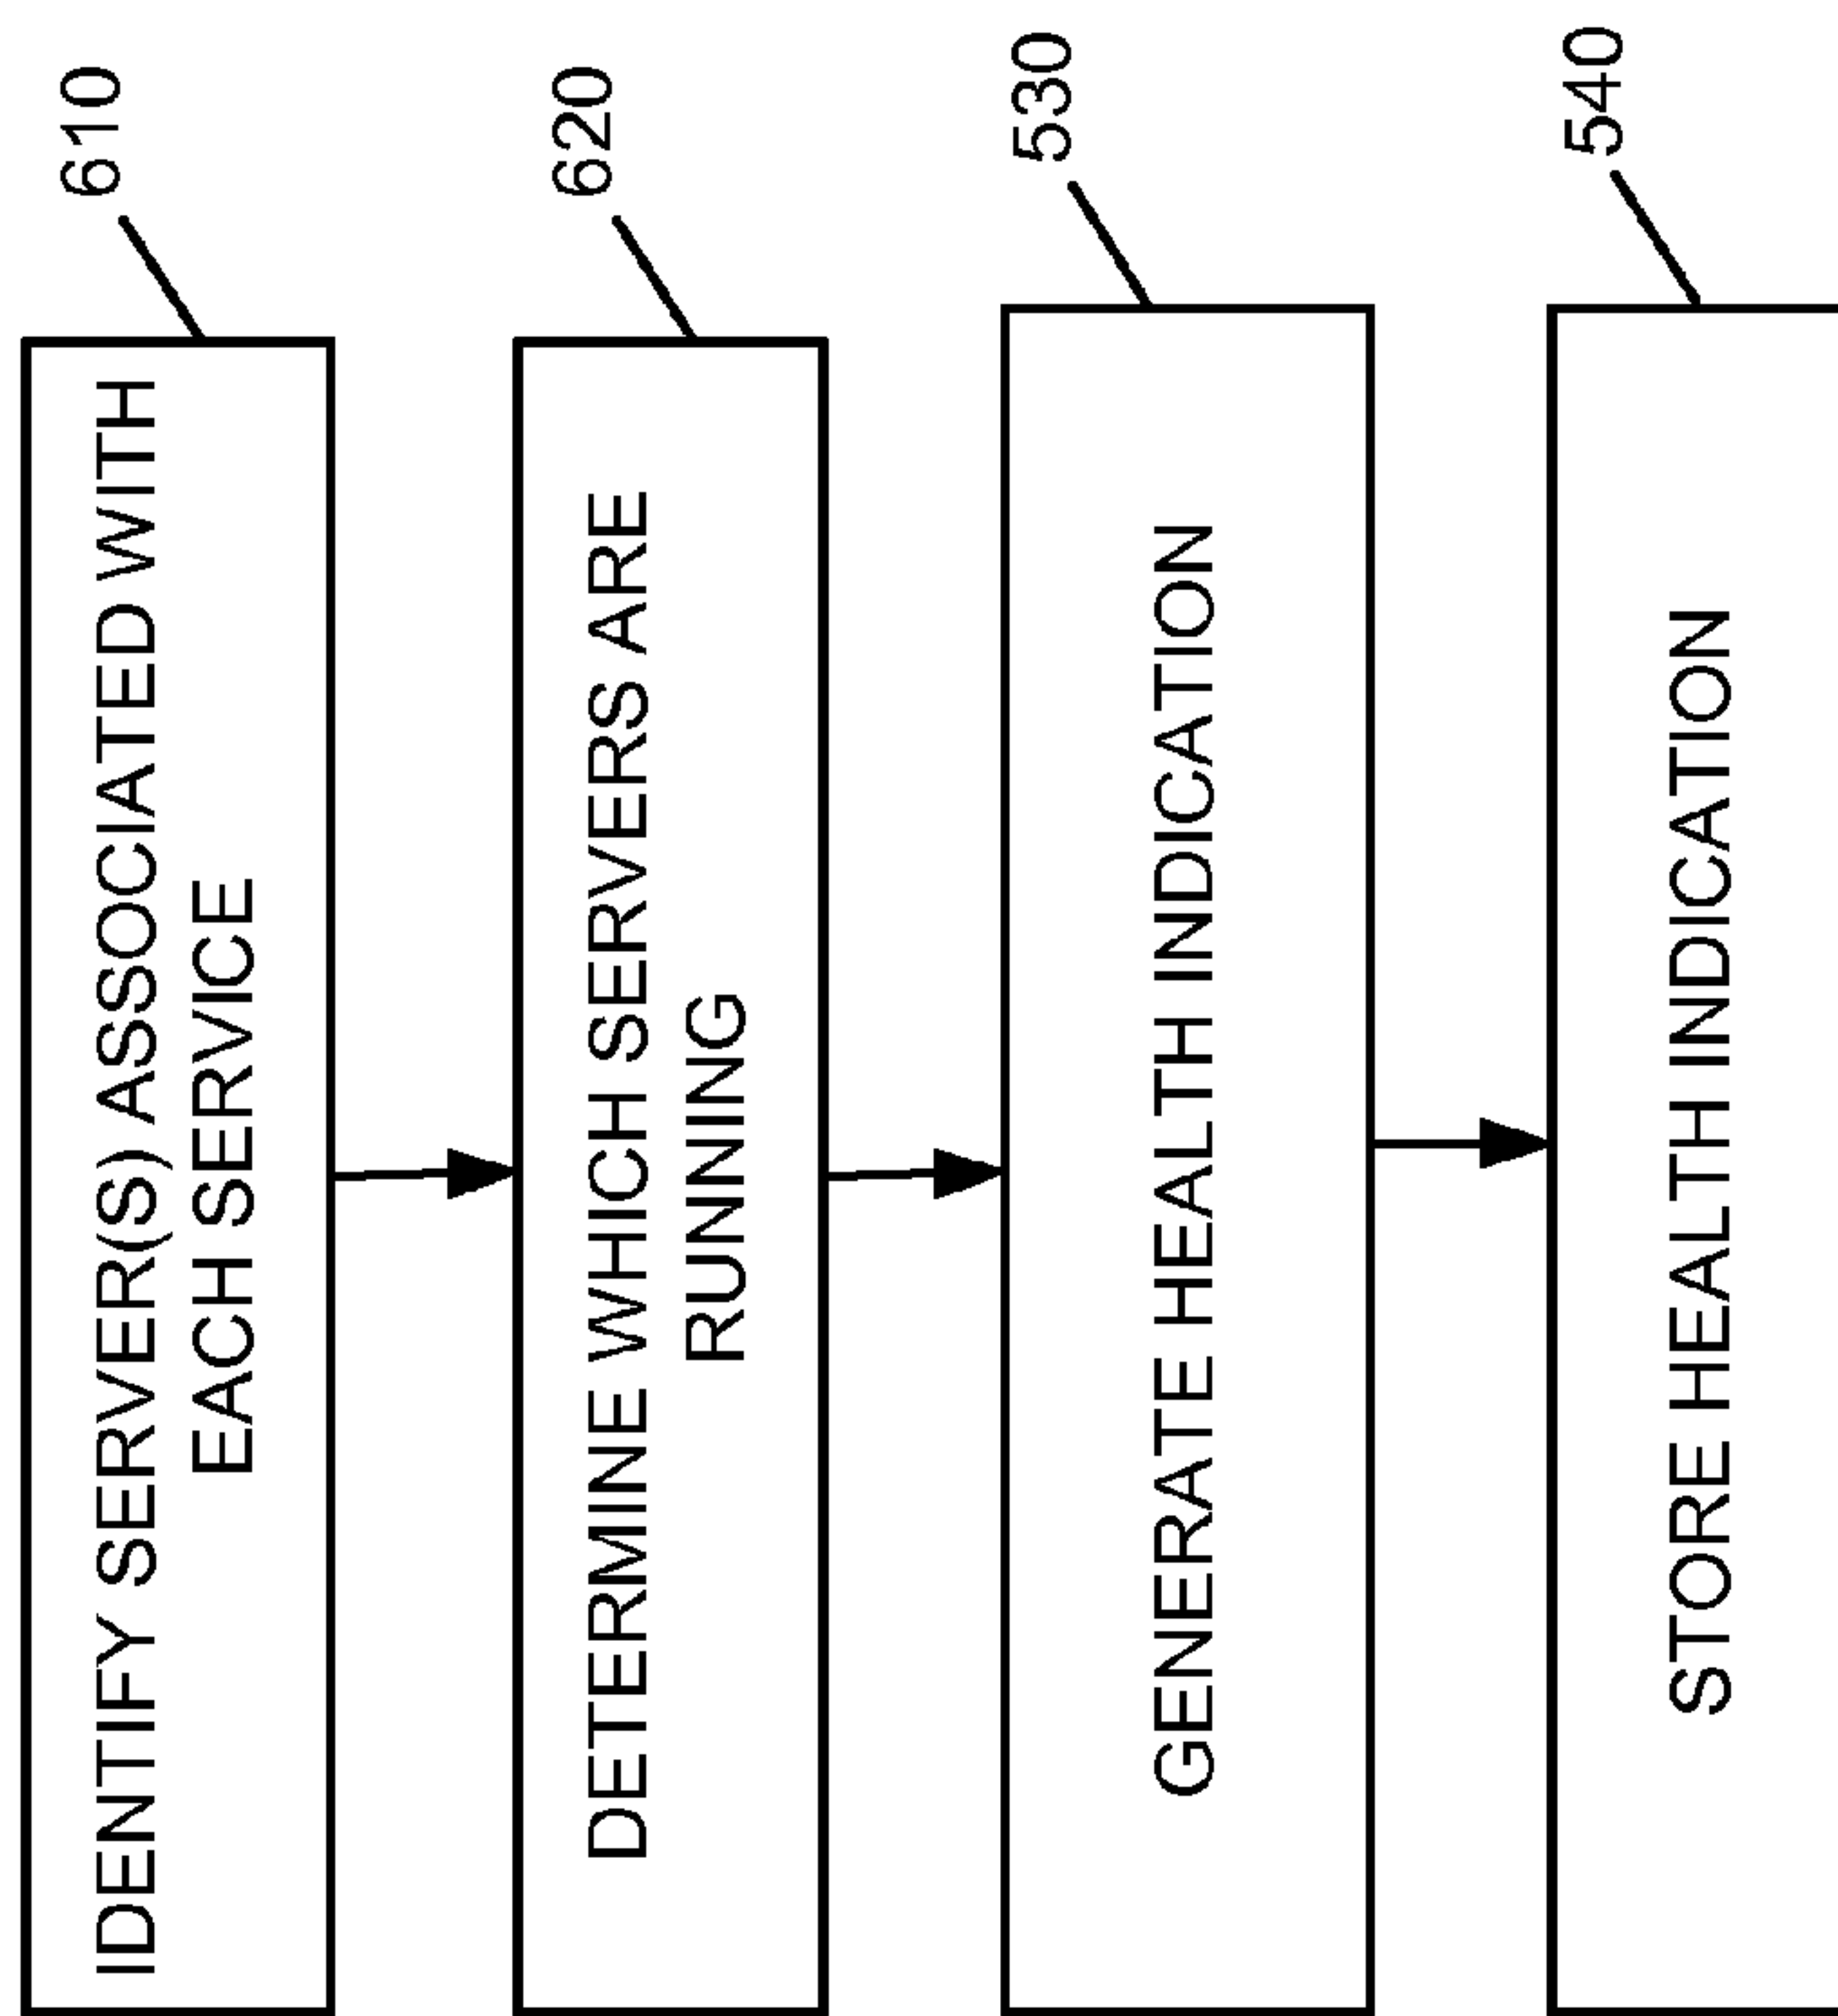 610
IDENTIFY SERVER(S) ASSOCIATED WITH
EACH SERVICE
620
DETERMINE WHICH SERVERS ARE
RUNNING
530
GENERATE HEALTH INDICATION
540
STORE HEALTH INDICATION